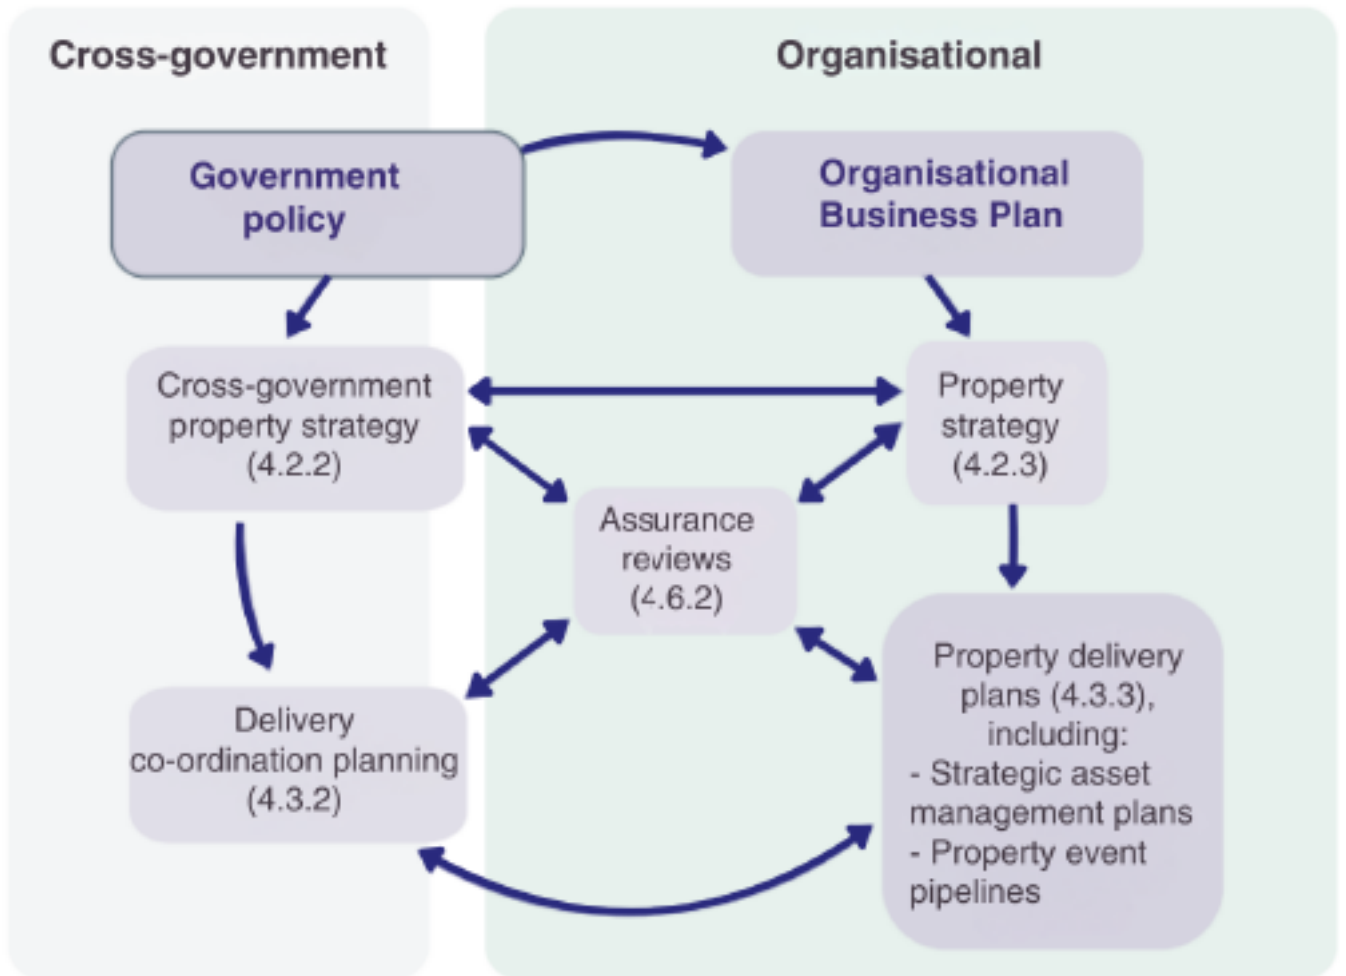 Cross-government
Organisational
Government
policy
Organisational
Business Plan
Cross-government
property strategy
(4.2.2)
Property
strategy
(4.2.3)
Assurance
reviews
(4.6.2)
Delivery
co-ordination planning
(4.3.2)
Property delivery
plans (4.3.3),
including:
- Strategic asset
management plans
- Property event
pipelines